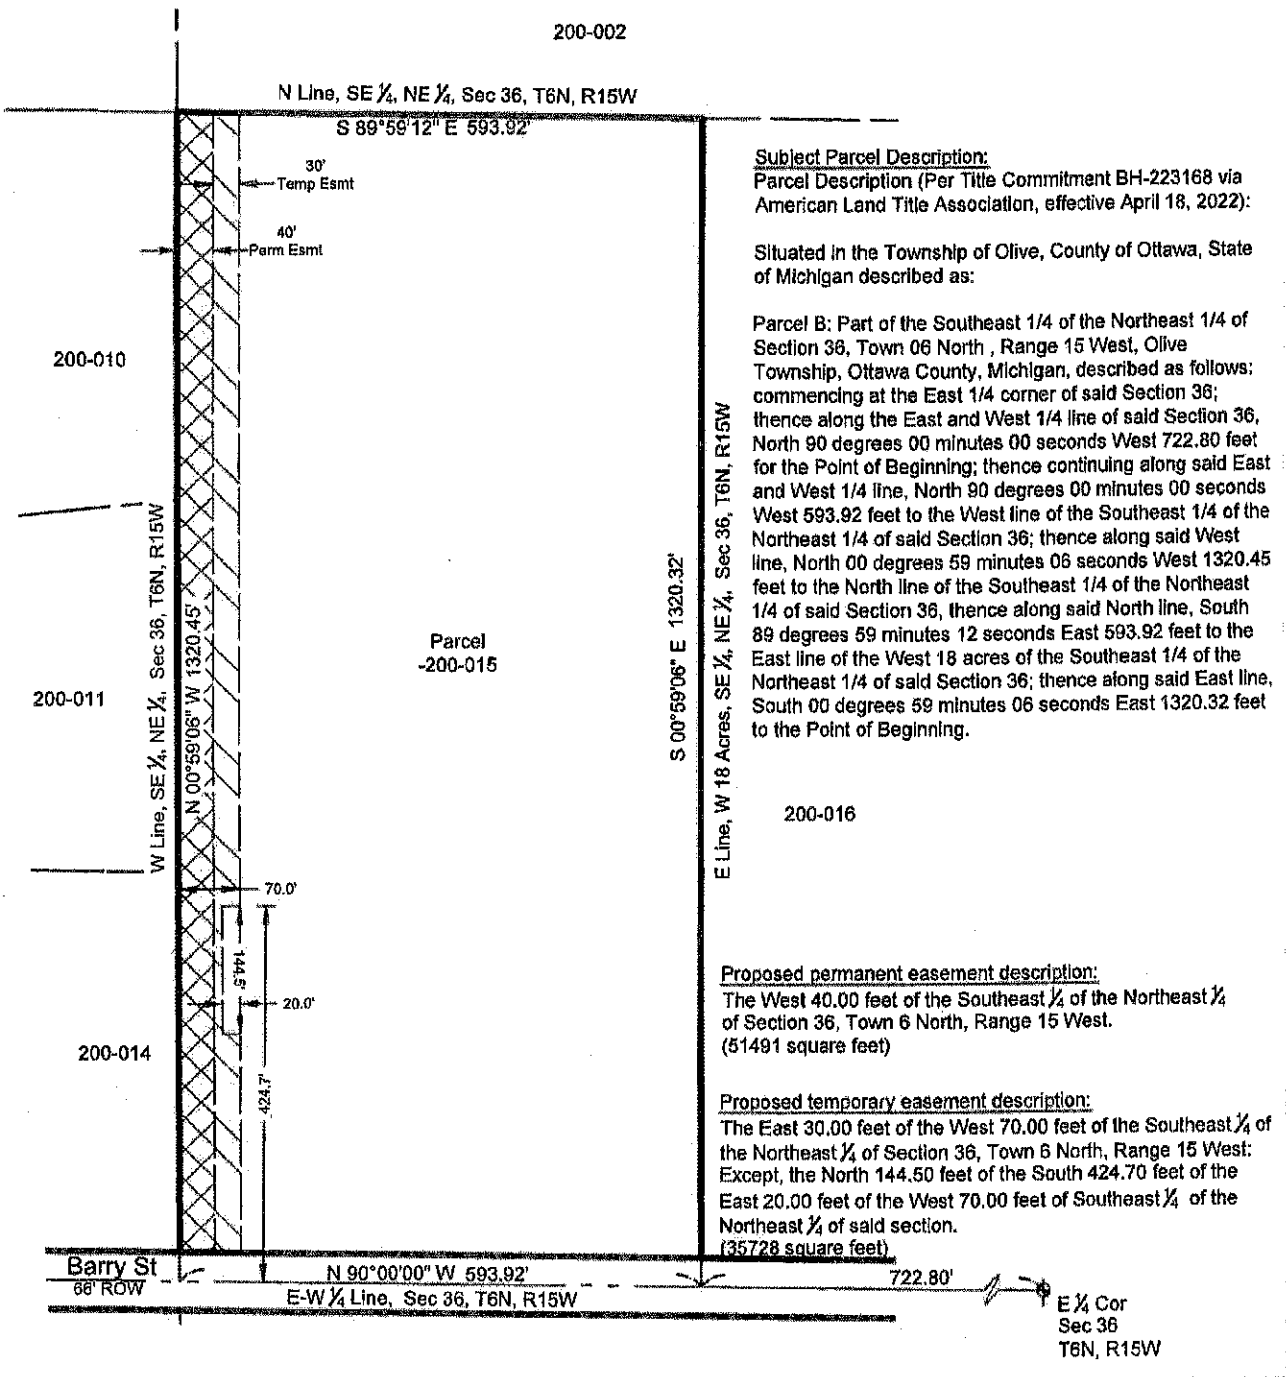 200-002
N Line, SE ¼, NE ¼, Sec 36, T6N, R15W
S 89°59'12" E 593.92'
30'
Temp Esmt
40'
Perm Esmt
200-010
W Line, SE ¼, NE ¼, Sec 36, T6N, R15W
N 00°59'06" W 1320.45'
200-011
Parcel
-200-015
S 00°59'06" E 1320.32'
E Line, W 18 Acres, SE ¼, NE ¼, Sec 36, T6N, R15W
Subject Parcel Description:
Parcel Description (Per Title Commitment BH-223168 via
American Land Title Association, effective April 18, 2022):
Situated in the Township of Olive, County of Ottawa, State
of Michigan described as:
Parcel B: Part of the Southeast 1/4 of the Northeast 1/4 of
Section 36, Town 06 North , Range 15 West, Olive
Township, Ottawa County, Michigan, described as follows:
commencing at the East 1/4 corner of said Section 36;
thence along the East and West 1/4 line of said Section 36,
North 90 degrees 00 minutes 00 seconds West 722.80 feet
for the Point of Beginning; thence continuing along said East
and West 1/4 line, North 90 degrees 00 minutes 00 seconds
West 593.92 feet to the West line of the Southeast 1/4 of the
Northeast 1/4 of said Section 36; thence along said West
line, North 00 degrees 59 minutes 06 seconds West 1320.45
feet to the North line of the Southeast 1/4 of the Northeast
1/4 of said Section 36, thence along said North line, South
89 degrees 59 minutes 12 seconds East 593.92 feet to the
East line of the West 18 acres of the Southeast 1/4 of the
Northeast 1/4 of said Section 36; thence along said East line,
South 00 degrees 59 minutes 06 seconds East 1320.32 feet
to the Point of Beginning.
200-016
70.0'
144.5'
20.0'
424.7'
200-014
Proposed permanent easement description:
The West 40.00 feet of the Southeast ¼ of the Northeast ¼
of Section 36, Town 6 North, Range 15 West.
(51491 square feet)
Proposed temporary easement description:
The East 30.00 feet of the West 70.00 feet of the Southeast ¼ of
the Northeast ¼ of Section 36, Town 6 North, Range 15 West:
Except, the North 144.50 feet of the South 424.70 feet of the
East 20.00 feet of the West 70.00 feet of Southeast ¼ of the
Northeast ¼ of said section.
(35728 square feet)
Barry St
66' ROW
N 90°00'00" W 593.92'
E-W ¼ Line, Sec 36, T6N, R15W
722.80'
E ¼ Cor
Sec 36
T6N, R15W